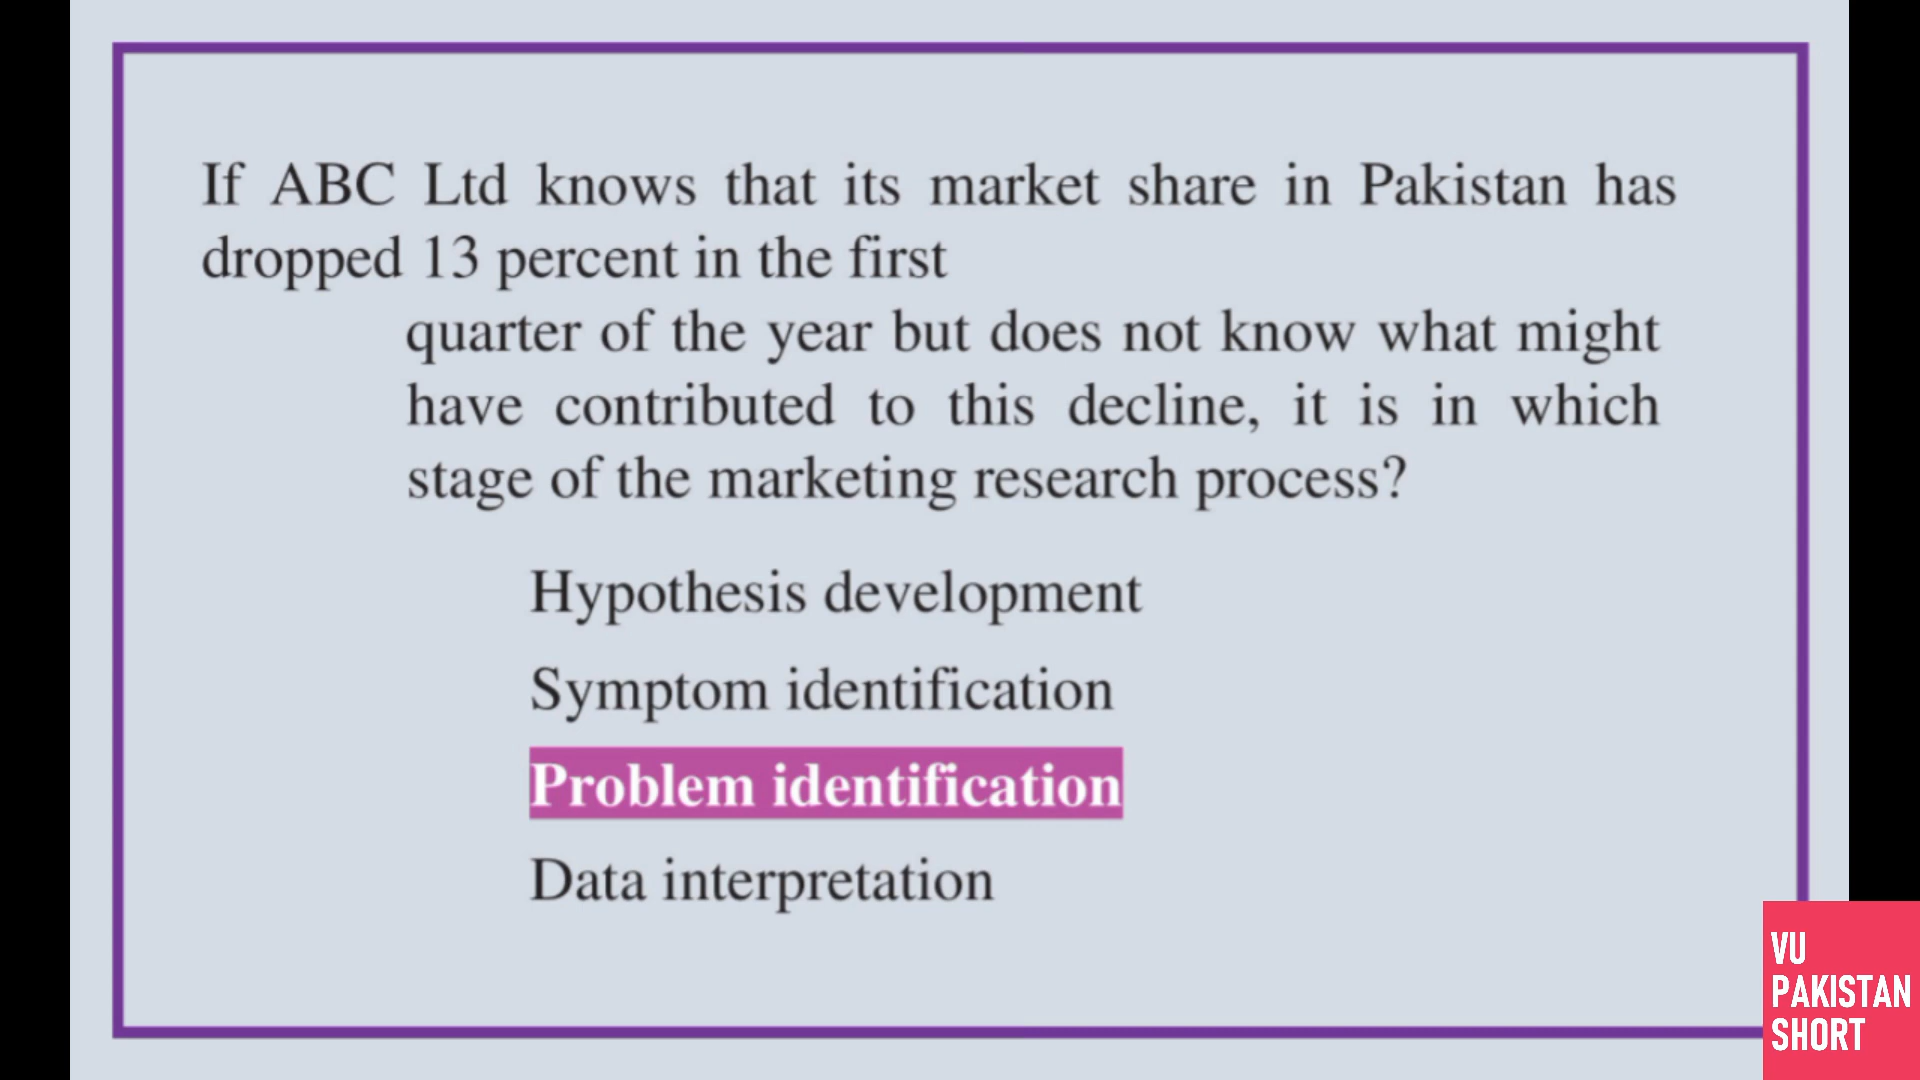 If ABC Ltd knows that its market share in Pakistan has
dropped 13 percent in the first
quarter of the year but does not know what might
have contributed to this decline, it is in which
stage of the marketing research process?
Hypothesis development
Symptom identification
Problem identification
Data interpretation
VU
PAKISTAN
SHORT